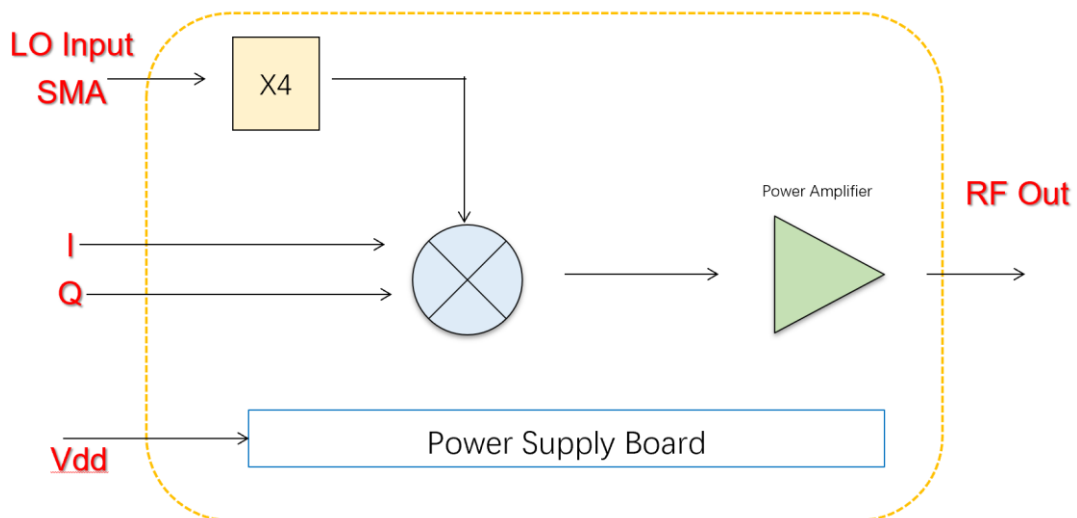 LO Input
SMA
X4
Power Amplifier
RF Out
I
Q
Vdd
Power Supply Board